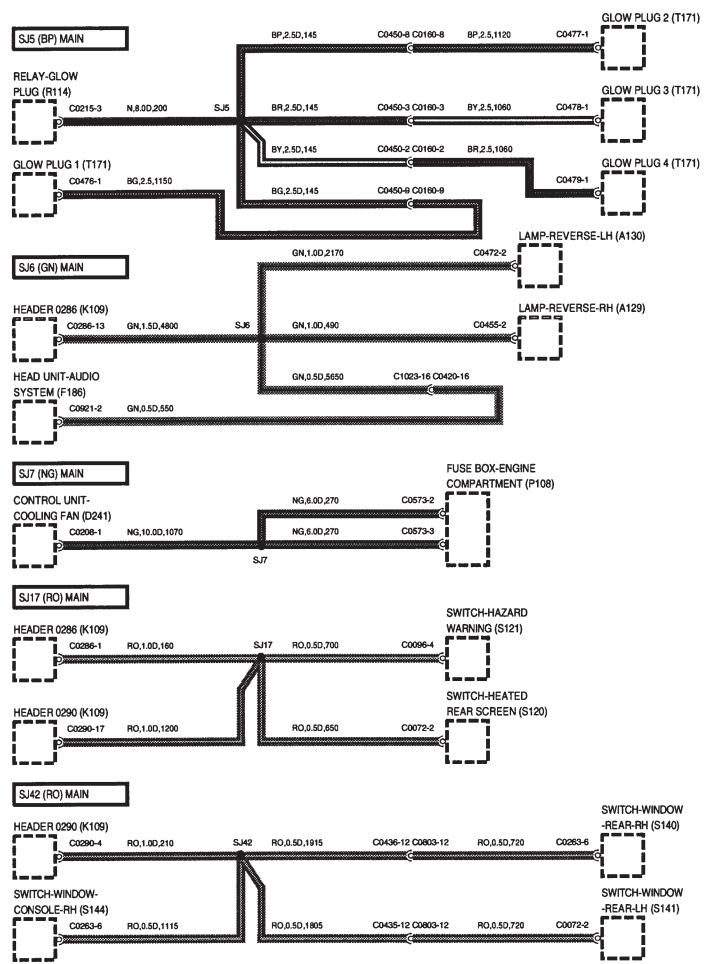 SJ5 (BP) MAIN
BP,2.5D,145
C0450-8 C0160-8
BP,2.5,1120
C0477-1
GLOW PLUG 2 (T171)
RELAY-GLOW
PLUG (R114)
C0215-3
N,8.0D,200
SJ5
BR,2.5D,145
C0450-3 C0160-3
BY,2.5,1060
C0478-1
GLOW PLUG 3 (T171)
BY,2.5D,145
C0450-2 C0160-2
BR,2.5,1060
GLOW PLUG 4 (T171)
C0479-1
GLOW PLUG 1 (T171)
C0476-1
BG,2.5,1150
BG,2.5D,145
C0450-9 C0160-9
SJ6 (GN) MAIN
GN,1.0D,2170
C0472-2
LAMP-REVERSE-LH (A130)
HEADER 0286 (K109)
C0286-13
GN,1.5D,4800
SJ6
GN,1.0D,490
C0455-2
LAMP-REVERSE-RH (A129)
HEAD UNIT-AUDIO
SYSTEM (F186)
C0921-2
GN,0.5D,550
GN,0.5D,5650
C1023-16 C0420-16
SJ7 (NG) MAIN
FUSE BOX-ENGINE
COMPARTMENT (P108)
CONTROL UNIT-
COOLING FAN (D241)
NG,6.0D,270
C0573-2
C0208-1
NG,10.0D,1070
NG,6.0D,270
C0573-3
SJ7
SJ17 (RO) MAIN
HEADER 0286 (K109)
C0286-1
RO,1.0D,160
SJ17
RO,0.5D,700
C0096-4
SWITCH-HAZARD
WARNING (S121)
HEADER 0290 (K109)
C0290-17
RO,1.0D,1200
RO,0.5D,650
C0072-2
SWITCH-HEATED
REAR SCREEN (S120)
SJ42 (RO) MAIN
HEADER 0290 (K109)
C0290-4
RO,1.0D,210
SJ42
RO,0.5D,1915
C0436-12 C0803-12
RO,0.5D,720
C0263-6
SWITCH-WINDOW
-REAR-RH (S140)
SWITCH-WINDOW-
CONSOLE-RH (S144)
C0263-6
RO,0.5D,1115
RO,0.5D,1805
C0435-12 C0803-12
RO,0.5D,720
C0072-2
SWITCH-WINDOW
-REAR-LH (S141)